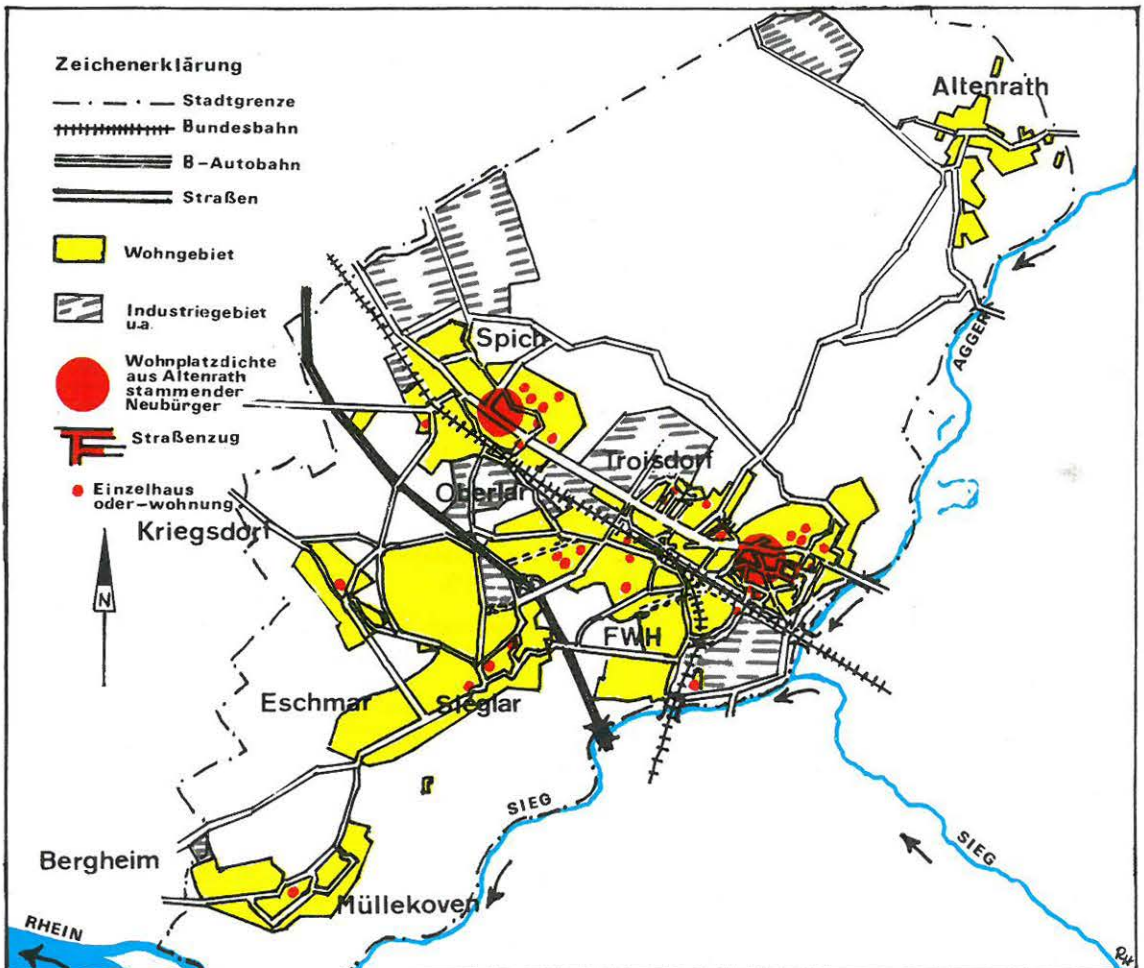 Zeichenerklärung
Stadtgrenze
Bundesbahn
B-Autobahn
Straßen
Wohngebiet
Industriegebiet
u.a.
Wohnplatzdichte
aus Altenrath
stammender
Neubürger
Straßenzug
Einzelhaus
oder-wohnung
N
Altenrath
AGGER
Spich
Troisdorf
Oberlar
Kriegsdorf
FWH
Eschmar
Sieglar
SIEG
SIEG
Bergheim
Müllekoven
RHEIN
RH